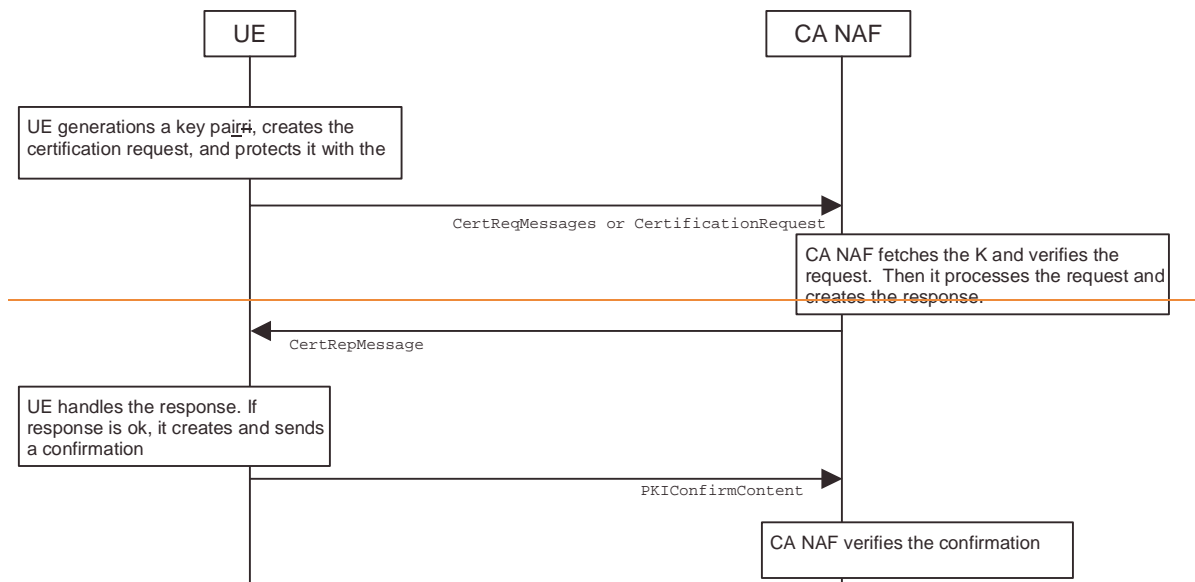 UE
CA NAF
UE generations a key pairri, creates the
certification request, and protects it with the
CertReqMessages or CertificationRequest
CA NAF fetches the K and verifies the
request. Then it processes the request and
creates the response.
CertRepMessage
UE handles the response. If
response is ok, it creates and sends
a confirmation
PKIConfirmContent
CA NAF verifies the confirmation